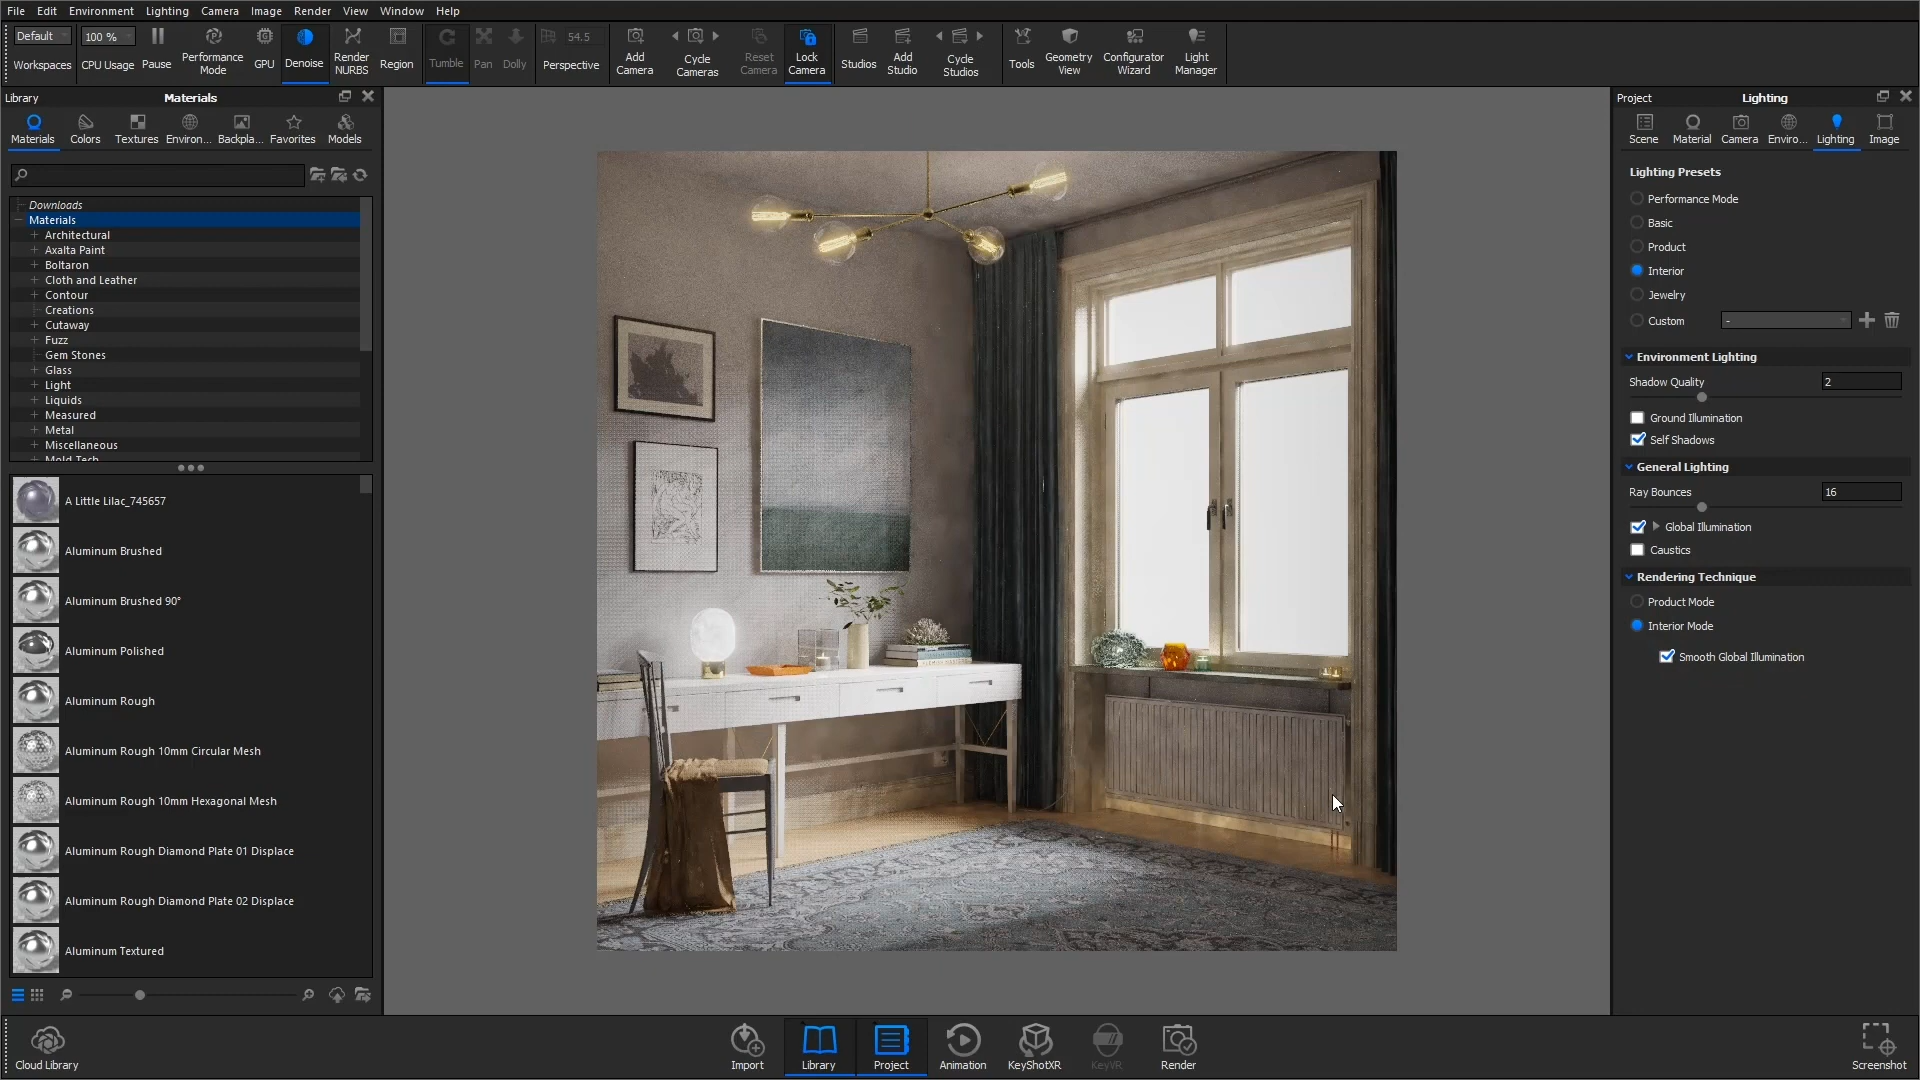 File Edit Environment Lighting Camera Image Render View Window Help
Default 100 % 54.5
Workspaces CPU Usage Pause Performance Mode GPU Denoise Render NURBS Region Tumble Pan Dolly Perspective Add Camera Cycle Cameras Reset Camera Lock Camera Studios Add Studio Cycle Studios Tools Geometry View Configurator Wizard Light Manager
Library Materials
Materials Colors Textures Environ... Backpla... Favorites Models
Downloads
Materials
Architectural
Axalta Paint
Boltaron
Cloth and Leather
Contour
Creations
Cutaway
Fuzz
Gem Stones
Glass
Light
Liquids
Measured
Metal
Miscellaneous
Mold Tech
A Little Lilac_745657
Aluminum Brushed
Aluminum Brushed 90°
Aluminum Polished
Aluminum Rough
Aluminum Rough 10mm Circular Mesh
Aluminum Rough 10mm Hexagonal Mesh
Aluminum Rough Diamond Plate 01 Displace
Aluminum Rough Diamond Plate 02 Displace
Aluminum Textured
Project Lighting
Scene Material Camera Enviro... Lighting Image
Lighting Presets
Performance Mode
Basic
Product
Interior
Jewelry
Custom -
Environment Lighting
Shadow Quality 2
Ground Illumination
Self Shadows
General Lighting
Ray Bounces 16
Global Illumination
Caustics
Rendering Technique
Product Mode
Interior Mode
Smooth Global Illumination
Cloud Library Import Library Project Animation KeyShotXR KeyVR Render Screenshot